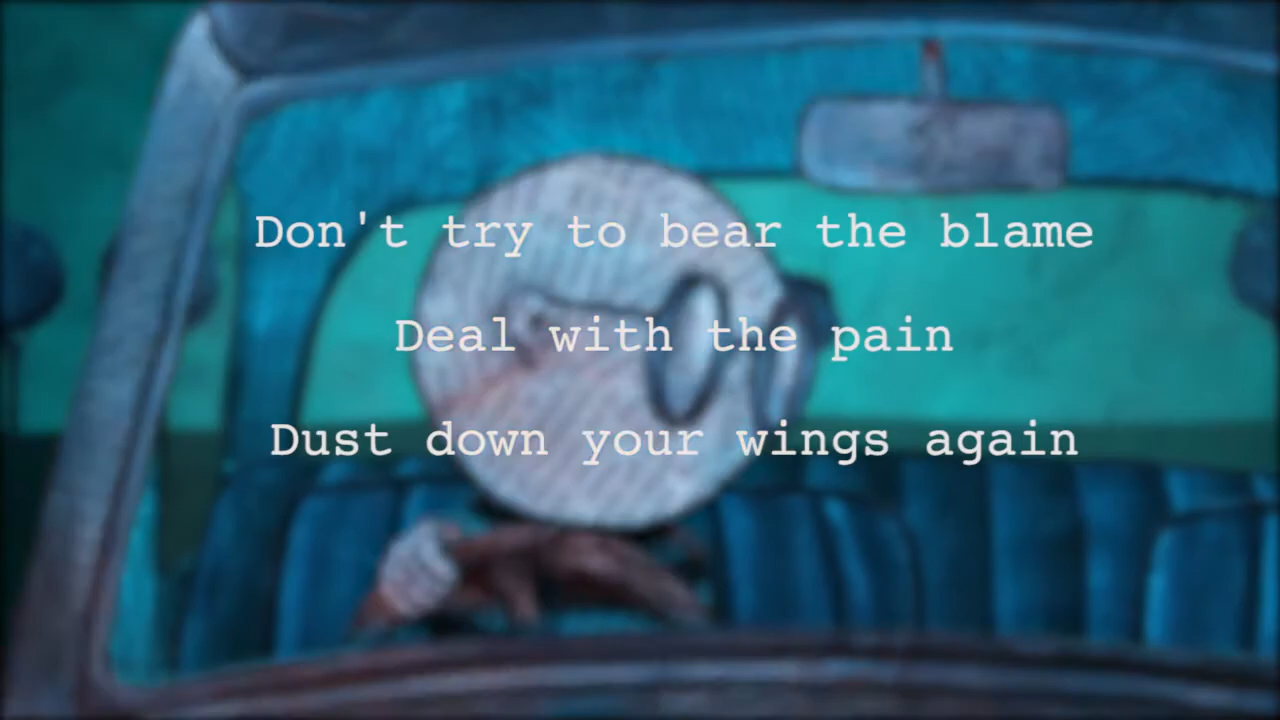 Don't try to bear the blame
Deal with the pain
Dust down your wings again